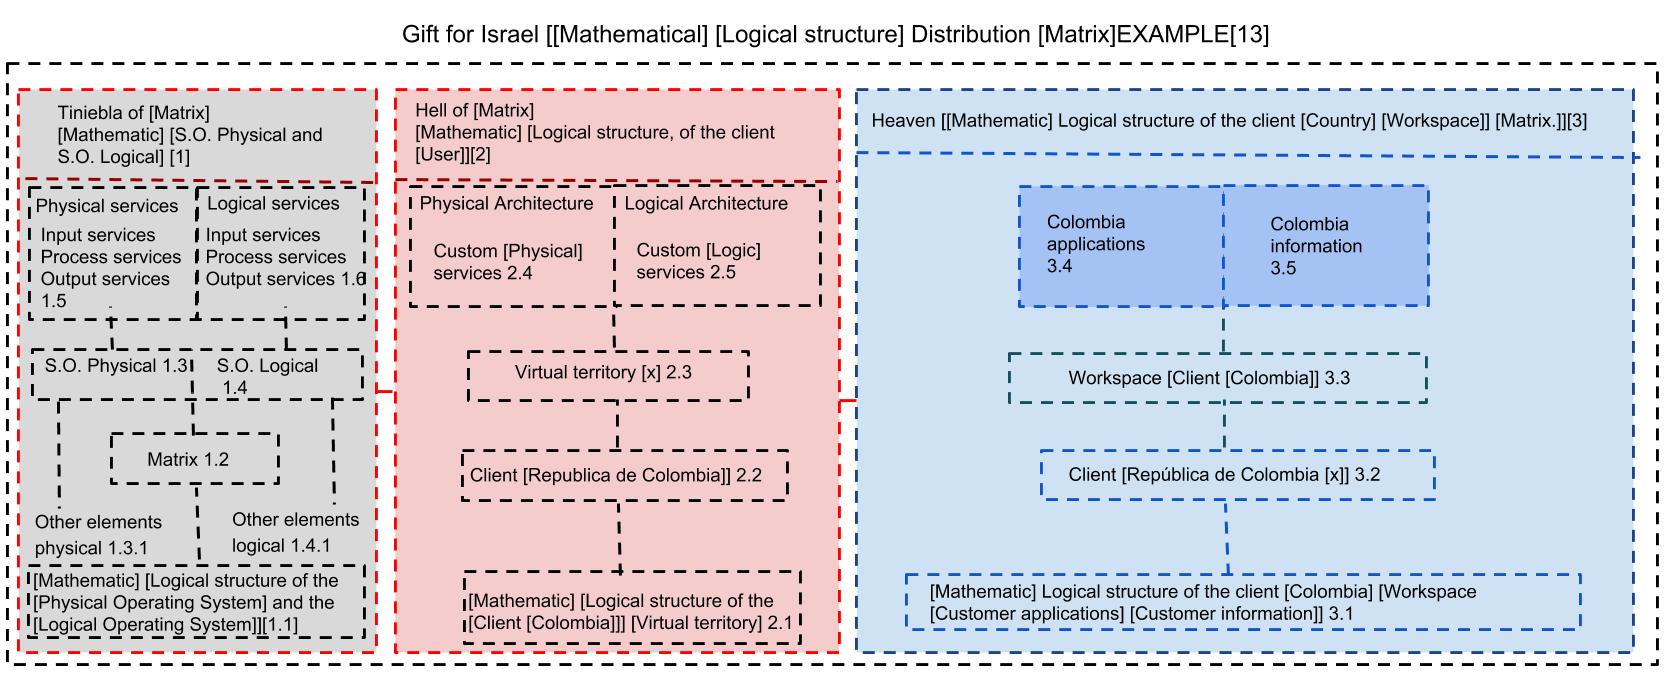 Gift for Israel [[Mathematical] [Logical structure] Distribution [Matrix]EXAMPLE[13]
Tiniebla of [Matrix]
[Mathematic] [S.O. Physical and
S.O. Logical] [1]
Physical services
Input services
Process services
Output services
1.5
Logical services
Input services
Process services
Output services 1.6
S.O. Physical 1.3
S.O. Logical
1.4
Matrix 1.2
Other elements
physical 1.3.1
Other elements
logical 1.4.1
[Mathematic] [Logical structure of the
[Physical Operating System] and the
[Logical Operating System]][1.1]
Hell of [Matrix]
[Mathematic] [Logical structure, of the client
[User]][2]
Physical Architecture
Custom [Physical]
services 2.4
Logical Architecture
Custom [Logic]
services 2.5
Virtual territory [x] 2.3
Client [Republica de Colombia]] 2.2
[Mathematic] [Logical structure of the
[Client [Colombia]]] [Virtual territory] 2.1
Heaven [[Mathematic] Logical structure of the client [Country] [Workspace]] [Matrix.]][3]
Colombia
applications
3.4
Colombia
information
3.5
Workspace [Client [Colombia]] 3.3
Client [República de Colombia [x]] 3.2
[Mathematic] Logical structure of the client [Colombia] [Workspace
[Customer applications] [Customer information]] 3.1